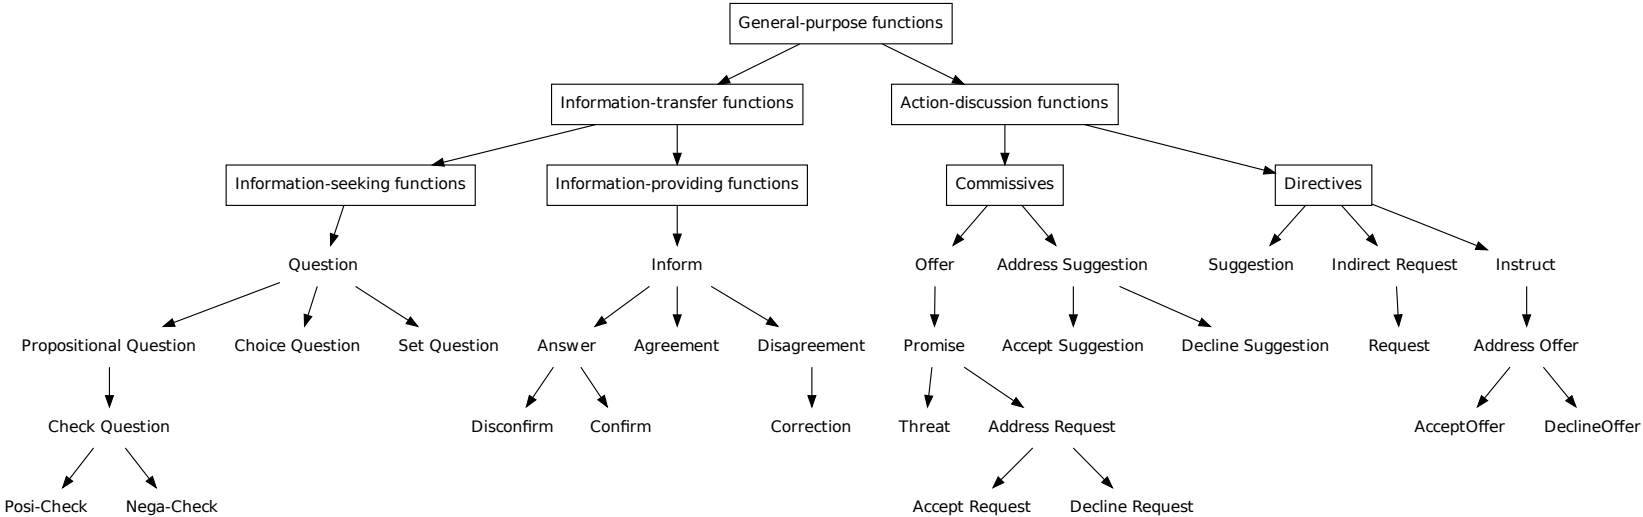 General-purpose functions
Information-transfer functions
Action-discussion functions
Information-seeking functions
Information-providing functions
Commissives
Directives
Question
Inform
Offer
Address Suggestion
Suggestion
Indirect Request
Instruct
Propositional Question
Choice Question
Set Question
Answer
Agreement
Disagreement
Promise
Accept Suggestion
Decline Suggestion
Request
Address Offer
Check Question
Disconfirm
Confirm
Correction
Threat
Address Request
AcceptOffer
DeclineOffer
Posi-Check
Nega-Check
Accept Request
Decline Request